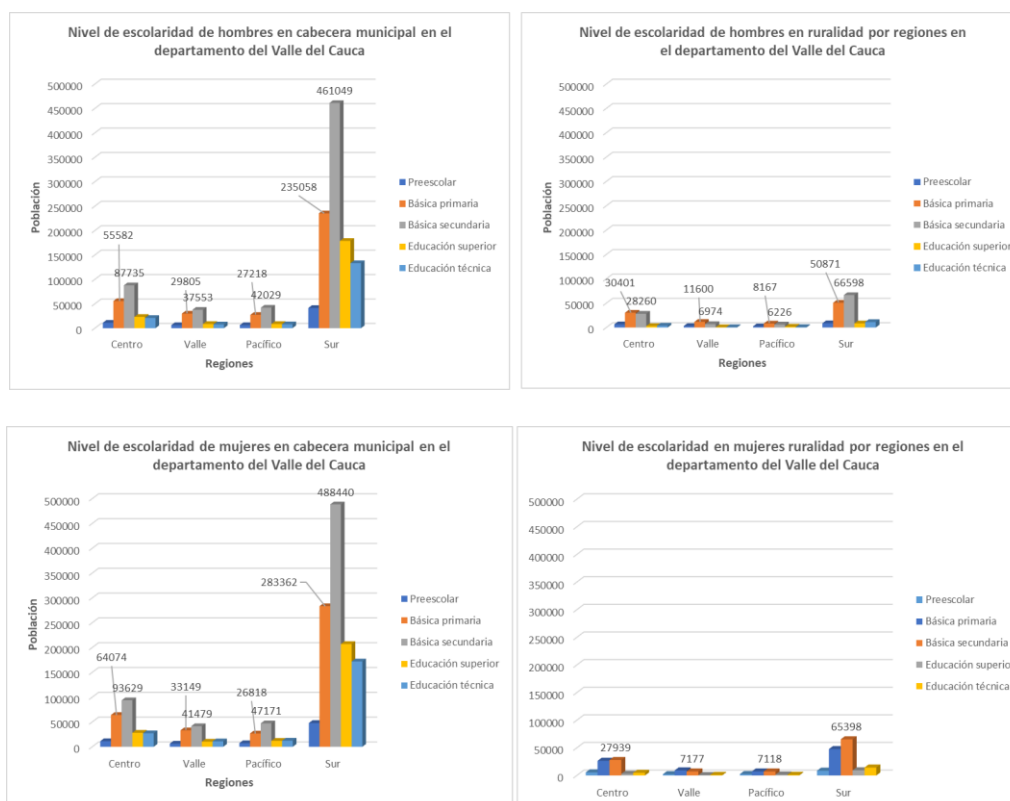 Nivel de escolaridad de hombres en cabecera municipal en el
departamento del Valle del Cauca
500000
450000
400000
350000
300000
250000
200000
150000
100000
50000
0
Población
461049
235058
55582
87735
29805
37553
27218
42029
Centro
Valle
Pacífico
Sur
Regiones
Preescolar
Básica primaria
Básica secundaria
Educación superior
Educación técnica
Nivel de escolaridad de hombres en ruralidad por regiones en
el departamento del Valle del Cauca
500000
450000
400000
350000
300000
250000
200000
150000
100000
50000
0
Población
30401
28260
11600
6974
8167
6226
50871
66598
Centro
Valle
Pacífico
Sur
Regiones
Preescolar
Básica primaria
Básica secundaria
Educación superior
Educación técnica
Nivel de escolaridad de mujeres en cabecera municipal en el
departamento del Valle del Cauca
500000
450000
400000
350000
300000
250000
200000
150000
100000
50000
0
Población
488440
283362
64074
93629
33149
41479
26818
47171
Centro
Valle
Pacífico
Sur
Regiones
Preescolar
Básica primaria
Básica secundaria
Educación superior
Educación técnica
Nivel de escolaridad en mujeres ruralidad por regiones en el
departamento del Valle del Cauca
500000
450000
400000
350000
300000
250000
200000
150000
100000
50000
0
27939
7177
7118
65398
Centro
Valle
Pacífico
Sur
Preescolar
Básica primaria
Básica secundaria
Educación superior
Educación técnica